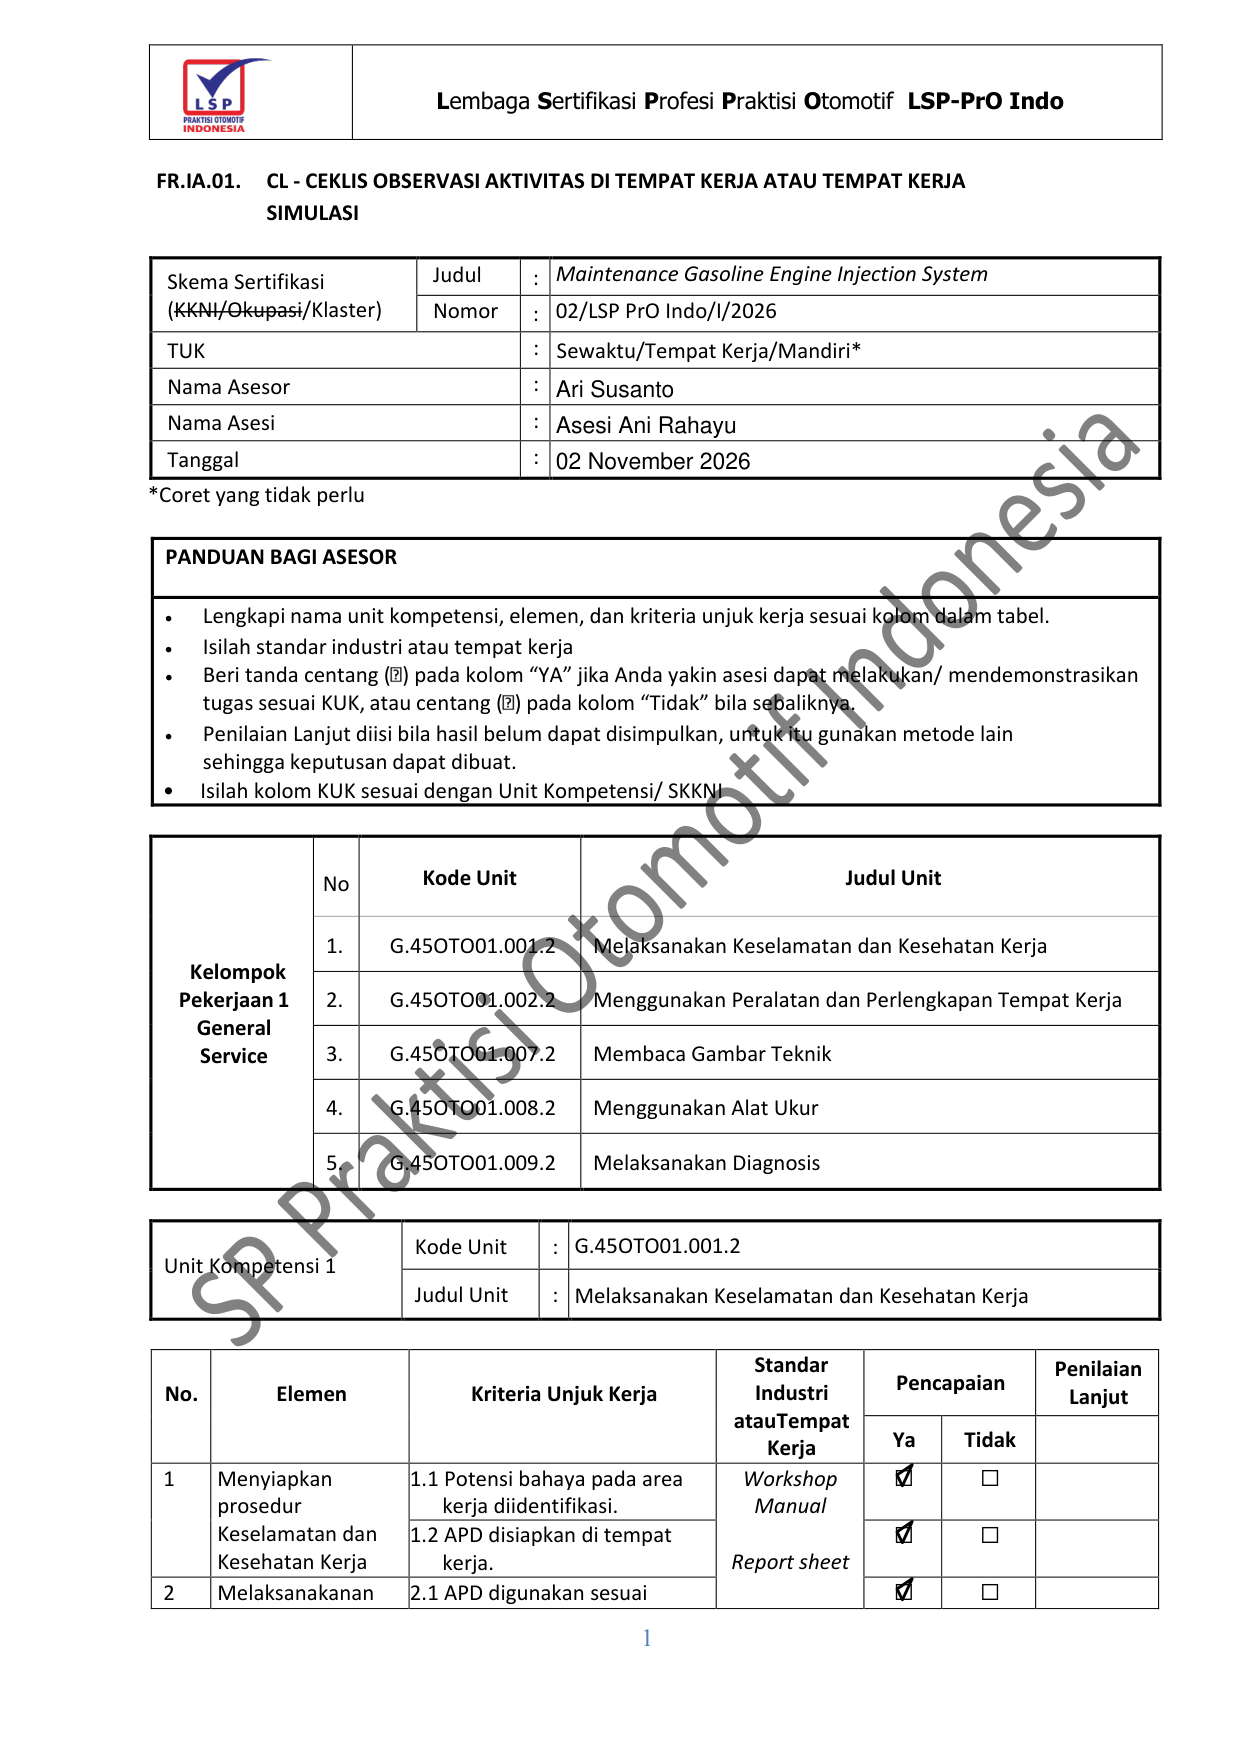 LSP
PRAKTISI OTOMOTIF
INDONESIA
Lembaga Sertifikasi Profesi Praktisi Otomotif LSP-PrO Indo
FR.IA.01. CL - CEKLIS OBSERVASI AKTIVITAS DI TEMPAT KERJA ATAU TEMPAT KERJA
SIMULASI
Skema Sertifikasi
(KKNI/Okupasi/Klaster)
Judul : Maintenance Gasoline Engine Injection System
Nomor : 02/LSP PrO Indo/I/2026
TUK : Sewaktu/Tempat Kerja/Mandiri*
Nama Asesor : Ari Susanto
Nama Asesi : Asesi Ani Rahayu
Tanggal : 02 November 2026
*Coret yang tidak perlu
PANDUAN BAGI ASESOR
• Lengkapi nama unit kompetensi, elemen, dan kriteria unjuk kerja sesuai kolom dalam tabel.
• Isilah standar industri atau tempat kerja
• Beri tanda centang (⍰) pada kolom “YA” jika Anda yakin asesi dapat melakukan/ mendemonstrasikan
tugas sesuai KUK, atau centang (⍰) pada kolom “Tidak” bila sebaliknya.
• Penilaian Lanjut diisi bila hasil belum dapat disimpulkan, untuk itu gunakan metode lain
sehingga keputusan dapat dibuat.
• Isilah kolom KUK sesuai dengan Unit Kompetensi/ SKKNI
Kelompok
Pekerjaan 1
General
Service
No Kode Unit Judul Unit
1. G.45OTO01.001.2 Melaksanakan Keselamatan dan Kesehatan Kerja
2. G.45OTO01.002.2 Menggunakan Peralatan dan Perlengkapan Tempat Kerja
3. G.45OTO01.007.2 Membaca Gambar Teknik
4. G.45OTO01.008.2 Menggunakan Alat Ukur
5. G.45OTO01.009.2 Melaksanakan Diagnosis
SP Praktisi Otomotif Indonesia
Unit Kompetensi 1
Kode Unit : G.45OTO01.001.2
Judul Unit : Melaksanakan Keselamatan dan Kesehatan Kerja
No. Elemen Kriteria Unjuk Kerja
Standar
Industri
atauTempat
Kerja
Pencapaian
Ya Tidak
Penilaian
Lanjut
1 Menyiapkan
prosedur
Keselamatan dan
Kesehatan Kerja
1.1 Potensi bahaya pada area
kerja diidentifikasi.
1.2 APD disiapkan di tempat
kerja.
Workshop
Manual
Report sheet
2 Melaksanakanan
2.1 APD digunakan sesuai
1